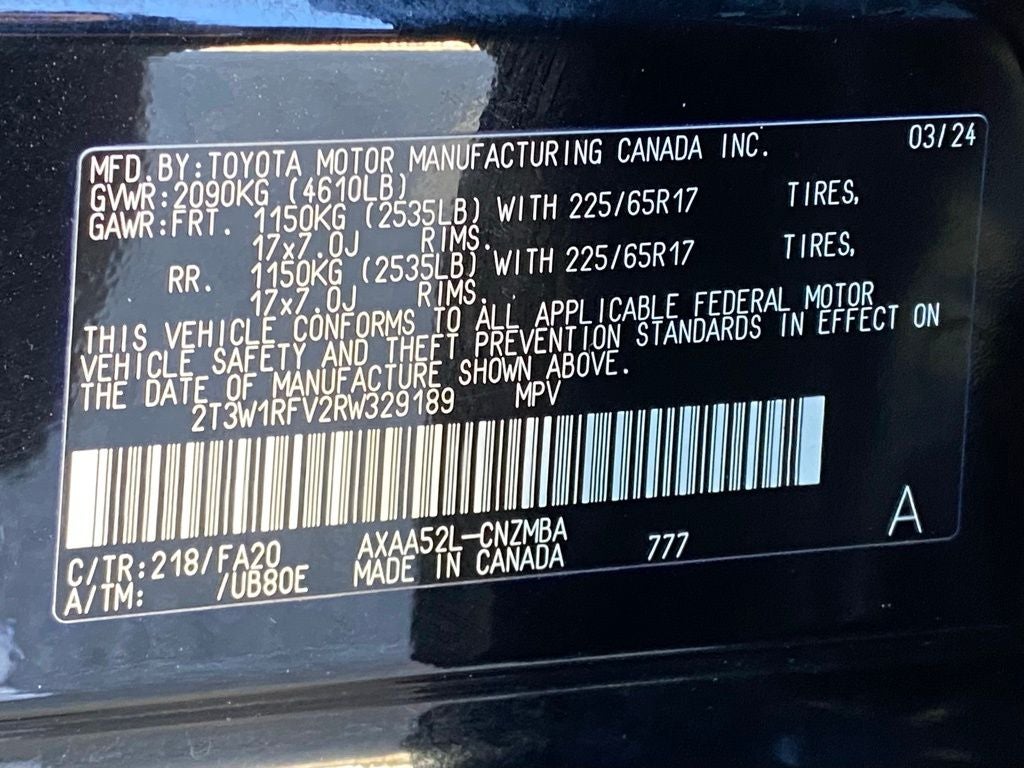 MFD.BY:TOYOTA MOTOR MANUFACTURING CANADA INC. 03/24
GVWR:2090KG (4610LB)
GAWR:FRT. 1150KG (2535LB) WITH 225/65R17 TIRES,
17x7.0J RIMS.
RR. 1150KG (2535LB) WITH 225/65R17 TIRES,
17x7.0J RIMS.
THIS VEHICLE CONFORMS TO ALL APPLICABLE FEDERAL MOTOR
VEHICLE SAFETY AND THEFT PREVENTION STANDARDS IN EFFECT ON
THE DATE OF MANUFACTURE SHOWN ABOVE.
2T3W1RFV2RW329189 MPV
C/TR:218/FA20 AXAA52L-CNZMBA 777 A
A/TM: /UB80E MADE IN CANADA